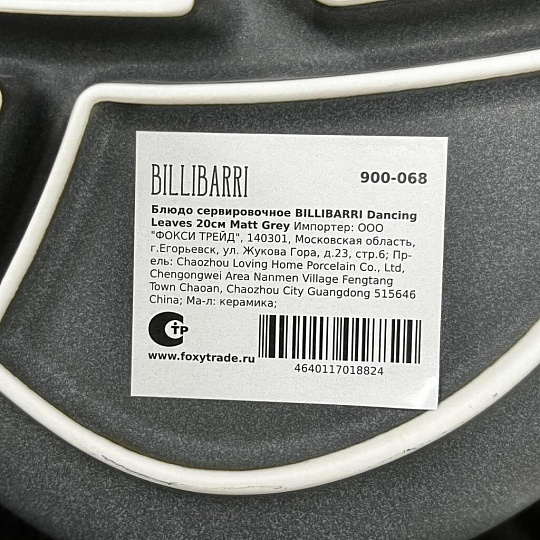 BILLIBARRI
900-068
Блюдо сервировочное BILLIBARRI Dancing
Leaves 20см Matt Grey Импортер: ООО
"ФОКСИ ТРЕЙД", 140301, Московская область,
г.Егорьевск, ул. Жукова Гора, д.23, стр.6; Пр-
ель: Chaozhou Loving Home Porcelain Co., Ltd,
Chengongwei Area Nanmen Village Fengtang
Town Chaoan, Chaozhou City Guangdong 515646
China; Ма-л: керамика;
СТР
www.foxytrade.ru
4640117018824